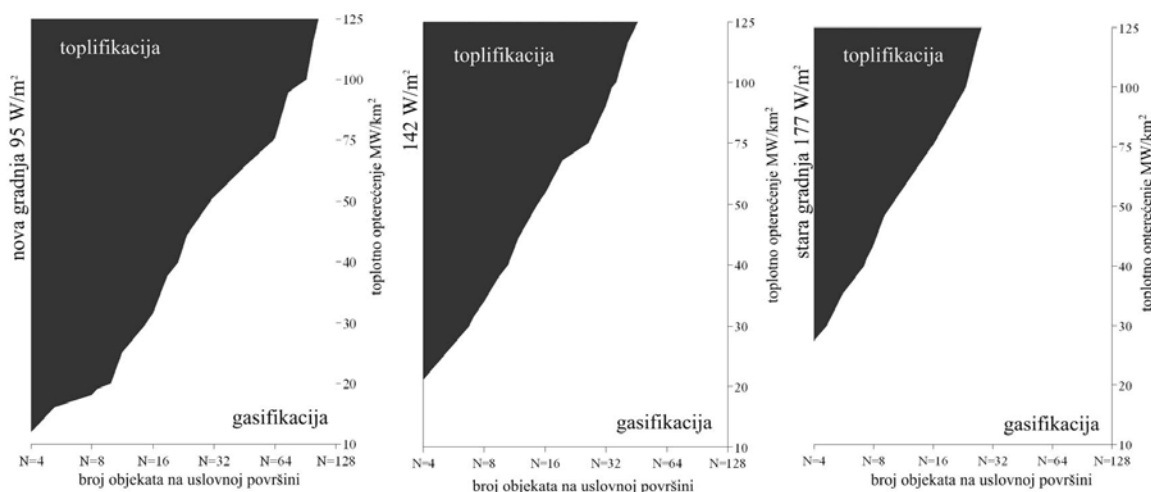 nova gradnja 95 W/m²
toplifikacija
gasifikacija
125
100
75
50
40
30
20
10
toplotno opterećenje MW/km²
N=4 N=8 N=16 N=32 N=64 N=128
broj objekata na uslovnoj površini
142 W/m²
toplifikacija
gasifikacija
125
100
75
50
40
30
20
10
toplotno opterećenje MW/km²
N=4 N=8 N=16 N=32 N=64 N=128
broj objekata na uslovnoj površini
stara gradnja 177 W/m²
toplifikacija
gasifikacija
125
100
75
50
40
30
20
10
toplotno opterećenje MW/km²
N=4 N=8 N=16 N=32 N=64 N=128
broj objekata na uslovnoj površini